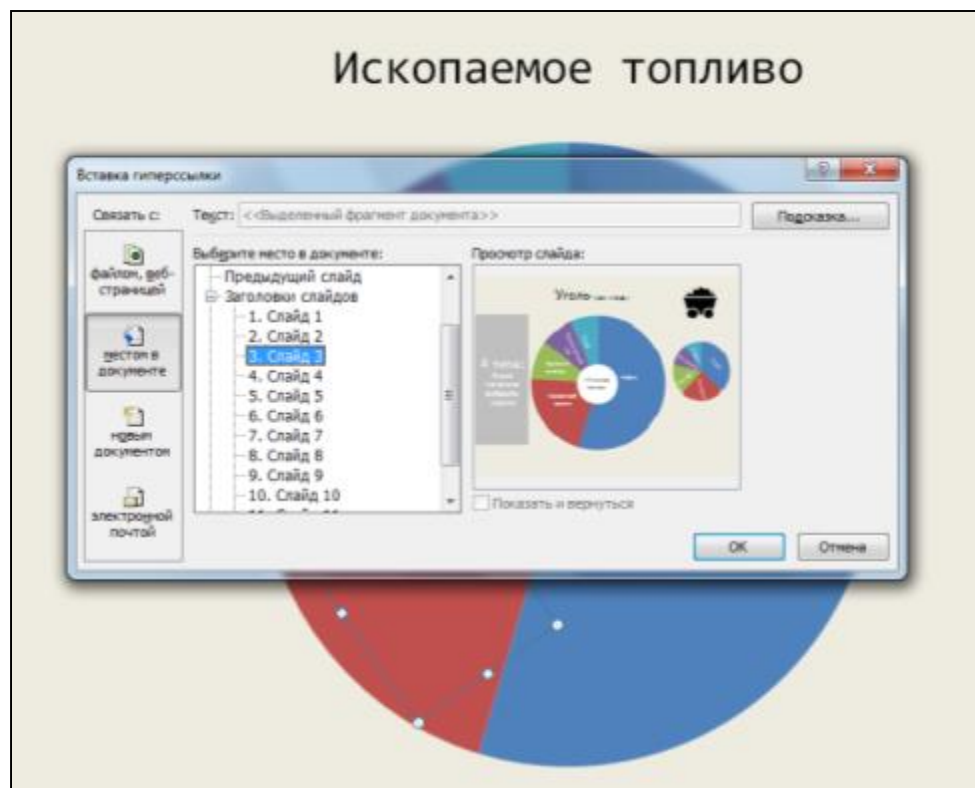 Ископаемое топливо
Вставка гиперссылки
Связать с:
Текст: <<Выделенный фрагмент документа>>
Подсказка...
файлом, веб-
страницей
местом в
документе
новым
документом
электронной
почтой
Выберите место в документе:
Предыдущий слайд
Заголовки слайдов
1. Слайд 1
2. Слайд 2
3. Слайд 3
4. Слайд 4
5. Слайд 5
6. Слайд 6
7. Слайд 7
8. Слайд 8
9. Слайд 9
10. Слайд 10
Просмотр слайда:
Уголь
Показать и вернуться
ОК
Отмена